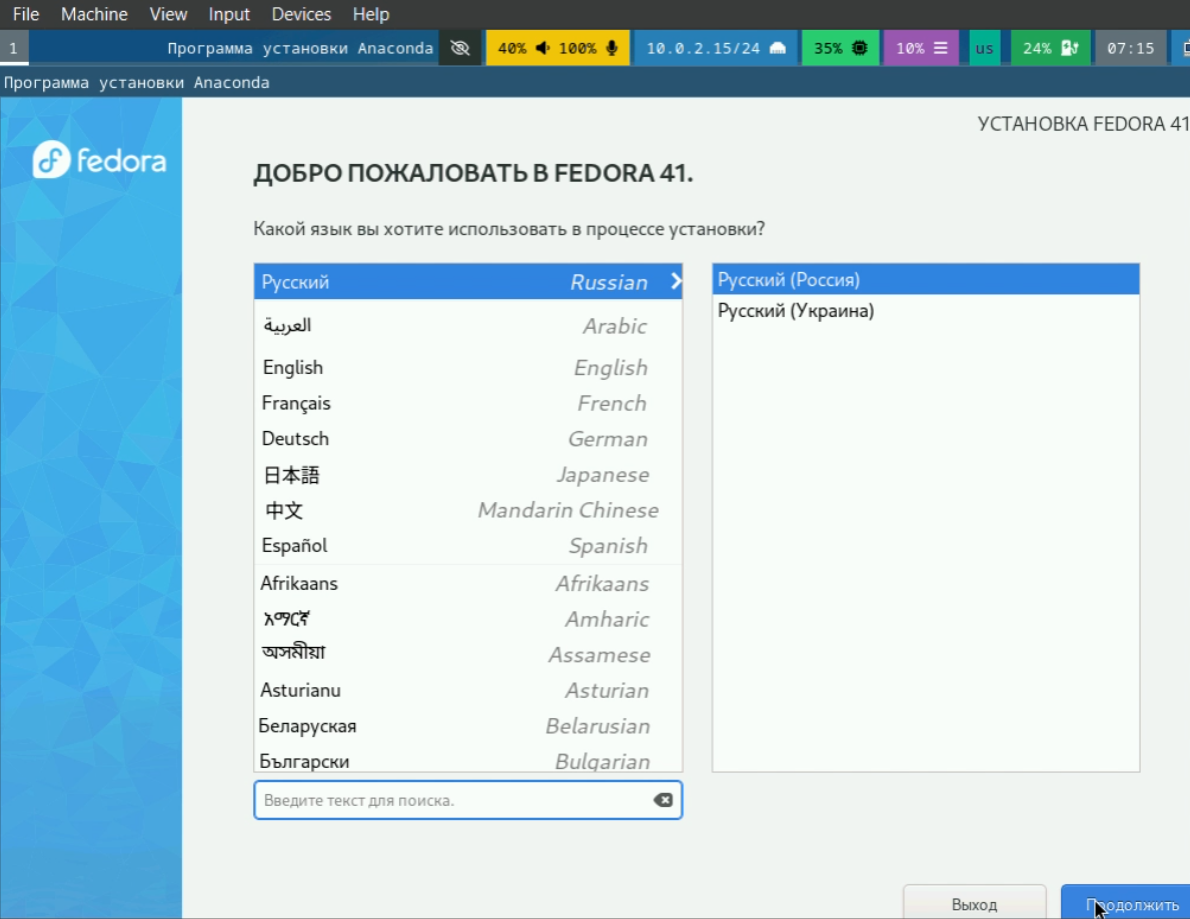 File Machine View Input Devices Help
1 Программа установки Anaconda 40% 100% 10.0.2.15/24 35% 10% us 24% 07:15
Программа установки Anaconda
fedora
УСТАНОВКА FEDORA 41
ДОБРО ПОЖАЛОВАТЬ В FEDORA 41.
Какой язык вы хотите использовать в процессе установки?
Русский Russian
العربية Arabic
English English
Français French
Deutsch German
日本語 Japanese
中文 Mandarin Chinese
Español Spanish
Afrikaans Afrikaans
አማርኛ Amharic
অসমীয়া Assamese
Asturianu Asturian
Беларуская Belarusian
Български Bulgarian
Русский (Россия)
Русский (Украина)
Введите текст для поиска.
Выход Продолжить